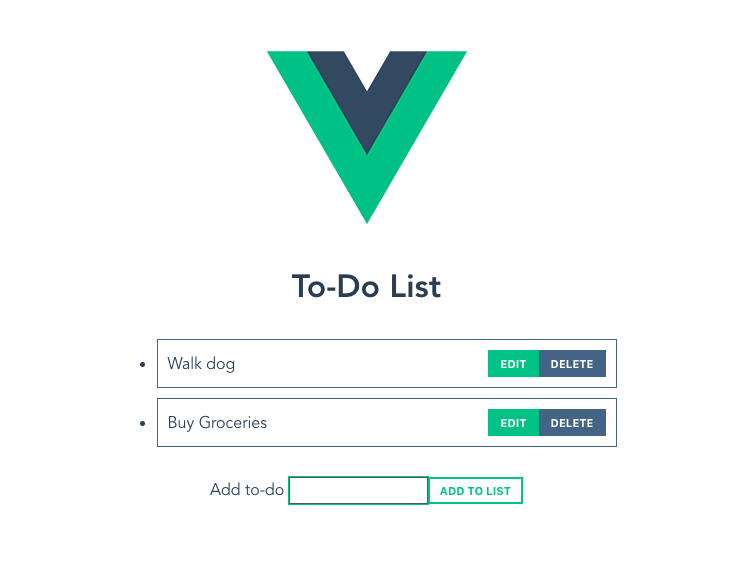 To-Do List
Walk dog EDIT DELETE
Buy Groceries EDIT DELETE
Add to-do ADD TO LIST